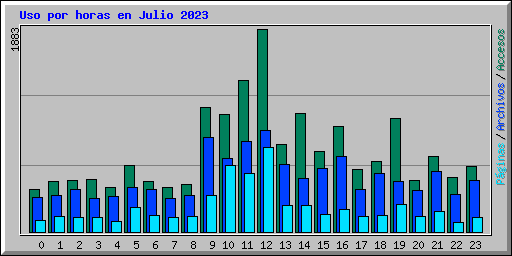 Uso por horas en Julio 2023
1883
Páginas / Archivos / Accesos
0 1 2 3 4 5 6 7 8 9 10 11 12 13 14 15 16 17 18 19 20 21 22 23